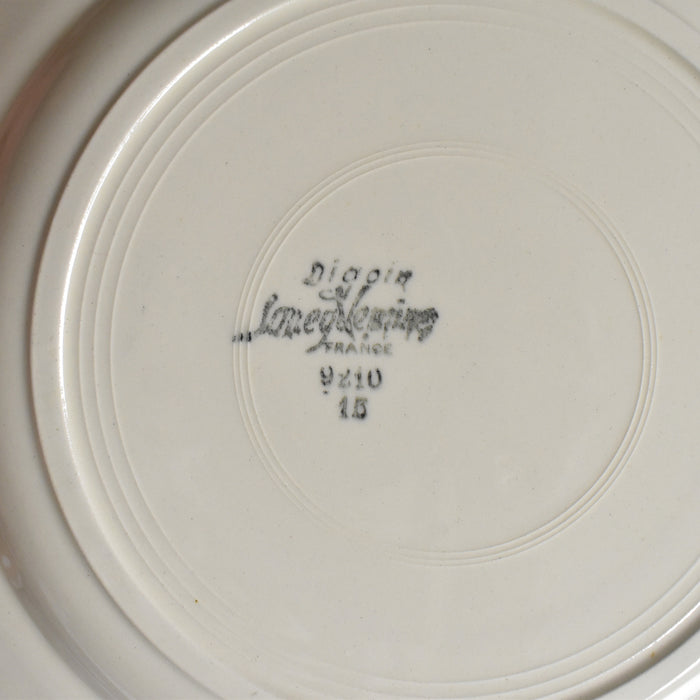 Digoin
Sarreguemines
FRANCE
9210
15